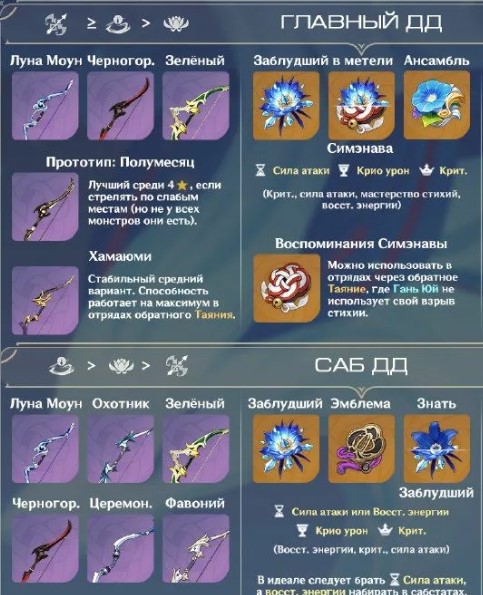 ≥ > ГЛАВНЫЙ ДД
Луна Моун Черногор. Зелёный
Прототип: Полумесяц
Лучший среди 4★, если
стрелять по слабым
местам (но не у всех
монстров они есть).
Хамаюми
Стабильный средний
вариант. Способность
работает на максимум в
отрядах обратного Таяния.
Заблудший в метели Ансамбль
Симэнава
Сила атаки Крио урон Крит.
(Крит., сила атаки, мастерство стихий,
восст. энергии)
Воспоминания Симэнавы
Можно использовать в
отрядах через обратное
Таяние, где Гань Юй не
использует свой взрыв
стихии.
> > САБ ДД
Луна Моун Охотник Зелёный
Черногор. Церемон. Фавоний
Заблудший Эмблема Знать
Заблудший
Сила атаки или Восст. энергии
Крио урон Крит.
(Восст. энергии, крит., сила атаки)
В идеале следует брать Сила атаки,
а восст. энергии набирать в сабстатах.